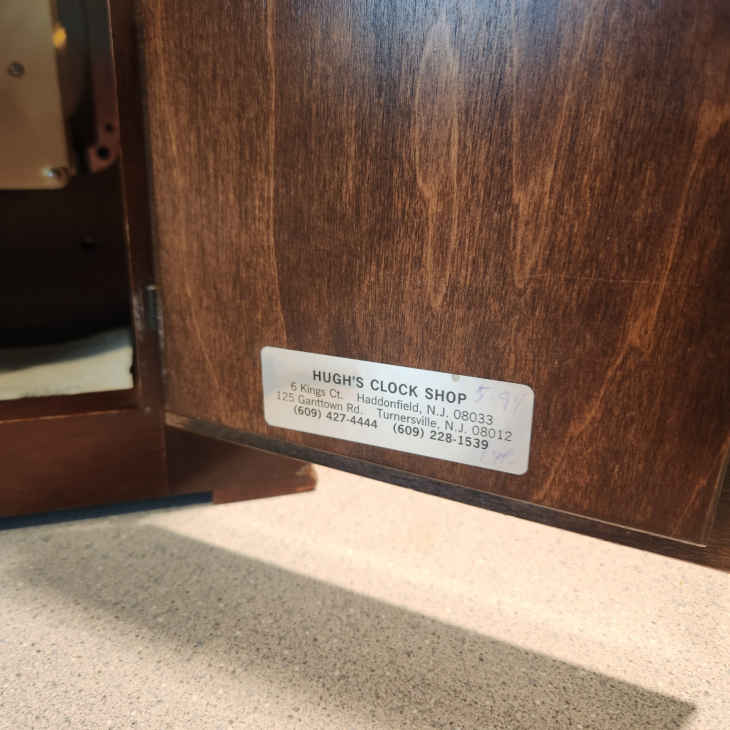 HUGH'S CLOCK SHOP
6 Kings Ct. Haddonfield, N.J. 08033
125 Ganttown Rd. Turnersville, N.J. 08012
(609) 427-4444 (609) 228-1539